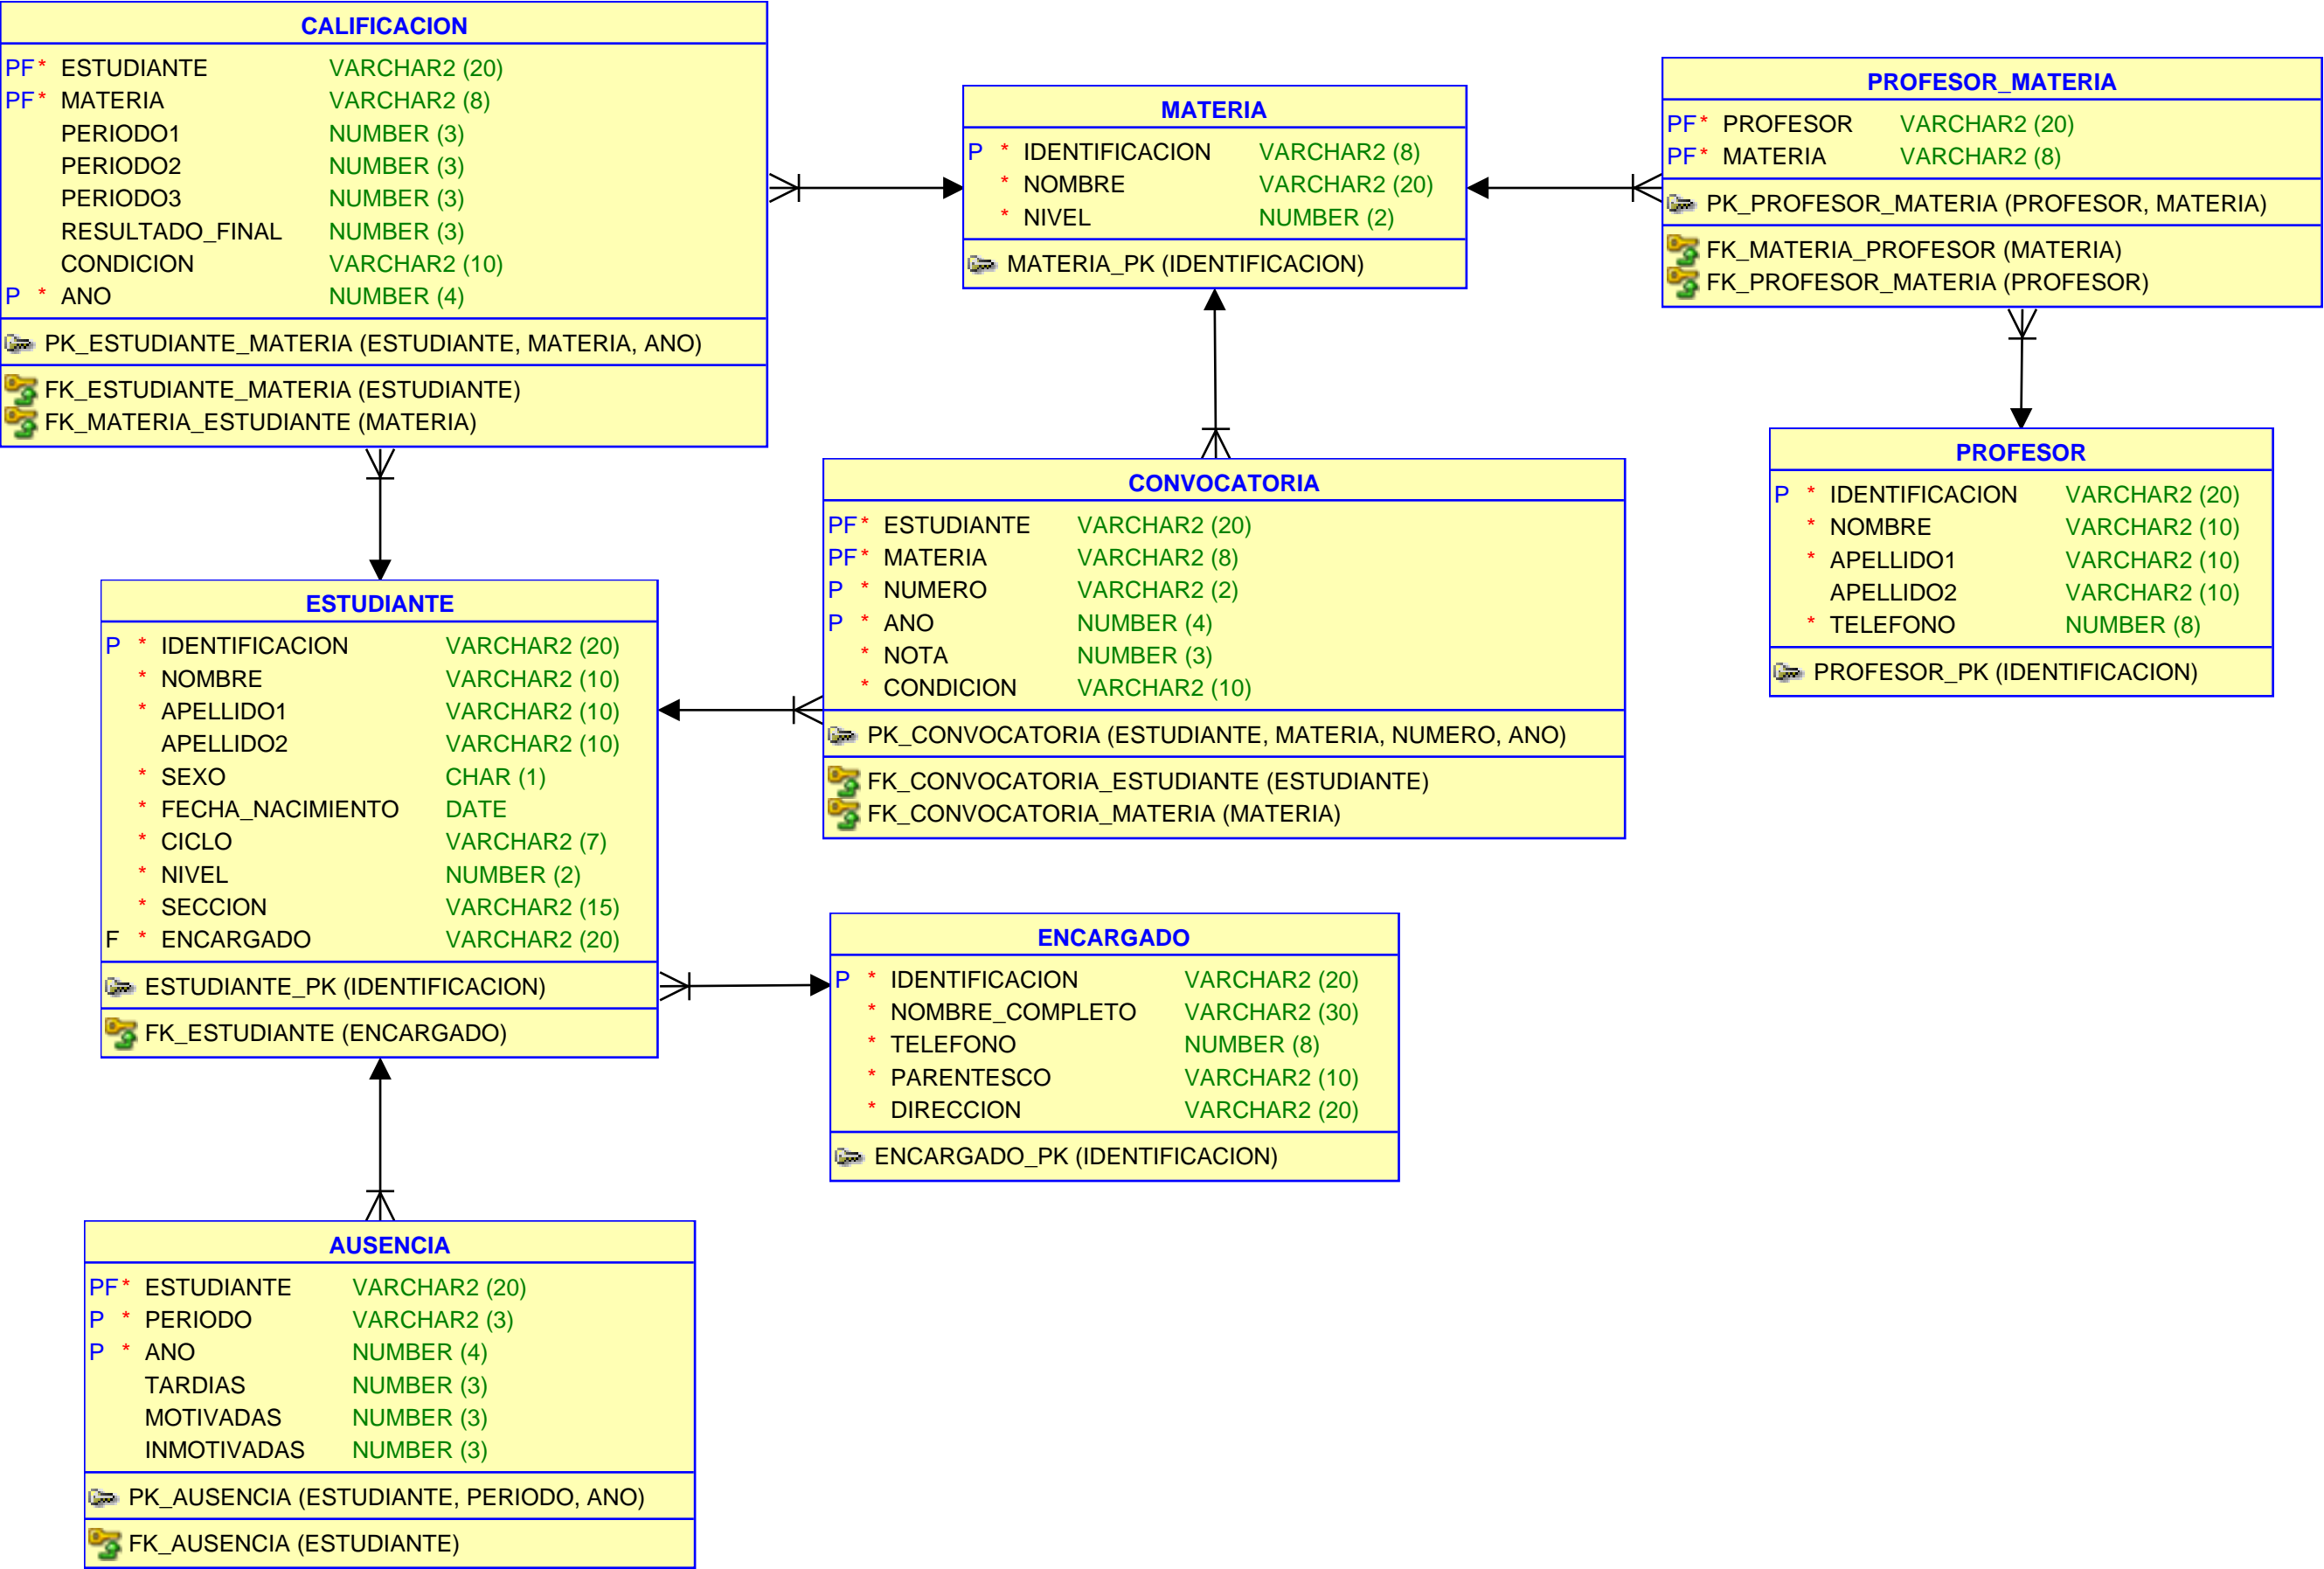 CALIFICACION
PF* ESTUDIANTE VARCHAR2 (20)
PF* MATERIA VARCHAR2 (8)
PERIODO1 NUMBER (3)
PERIODO2 NUMBER (3)
PERIODO3 NUMBER (3)
RESULTADO_FINAL NUMBER (3)
CONDICION VARCHAR2 (10)
P * ANO NUMBER (4)
PK_ESTUDIANTE_MATERIA (ESTUDIANTE, MATERIA, ANO)
FK_ESTUDIANTE_MATERIA (ESTUDIANTE)
FK_MATERIA_ESTUDIANTE (MATERIA)
MATERIA
P * IDENTIFICACION VARCHAR2 (8)
* NOMBRE VARCHAR2 (20)
* NIVEL NUMBER (2)
MATERIA_PK (IDENTIFICACION)
PROFESOR_MATERIA
PF* PROFESOR VARCHAR2 (20)
PF* MATERIA VARCHAR2 (8)
PK_PROFESOR_MATERIA (PROFESOR, MATERIA)
FK_MATERIA_PROFESOR (MATERIA)
FK_PROFESOR_MATERIA (PROFESOR)
PROFESOR
P * IDENTIFICACION VARCHAR2 (20)
* NOMBRE VARCHAR2 (10)
* APELLIDO1 VARCHAR2 (10)
APELLIDO2 VARCHAR2 (10)
* TELEFONO NUMBER (8)
PROFESOR_PK (IDENTIFICACION)
CONVOCATORIA
PF* ESTUDIANTE VARCHAR2 (20)
PF* MATERIA VARCHAR2 (8)
P * NUMERO VARCHAR2 (2)
P * ANO NUMBER (4)
* NOTA NUMBER (3)
* CONDICION VARCHAR2 (10)
PK_CONVOCATORIA (ESTUDIANTE, MATERIA, NUMERO, ANO)
FK_CONVOCATORIA_ESTUDIANTE (ESTUDIANTE)
FK_CONVOCATORIA_MATERIA (MATERIA)
ESTUDIANTE
P * IDENTIFICACION VARCHAR2 (20)
* NOMBRE VARCHAR2 (10)
* APELLIDO1 VARCHAR2 (10)
APELLIDO2 VARCHAR2 (10)
* SEXO CHAR (1)
* FECHA_NACIMIENTO DATE
* CICLO VARCHAR2 (7)
* NIVEL NUMBER (2)
* SECCION VARCHAR2 (15)
F * ENCARGADO VARCHAR2 (20)
ESTUDIANTE_PK (IDENTIFICACION)
FK_ESTUDIANTE (ENCARGADO)
ENCARGADO
P * IDENTIFICACION VARCHAR2 (20)
* NOMBRE_COMPLETO VARCHAR2 (30)
* TELEFONO NUMBER (8)
* PARENTESCO VARCHAR2 (10)
* DIRECCION VARCHAR2 (20)
ENCARGADO_PK (IDENTIFICACION)
AUSENCIA
PF* ESTUDIANTE VARCHAR2 (20)
P * PERIODO VARCHAR2 (3)
P * ANO NUMBER (4)
TARDIAS NUMBER (3)
MOTIVADAS NUMBER (3)
INMOTIVADAS NUMBER (3)
PK_AUSENCIA (ESTUDIANTE, PERIODO, ANO)
FK_AUSENCIA (ESTUDIANTE)